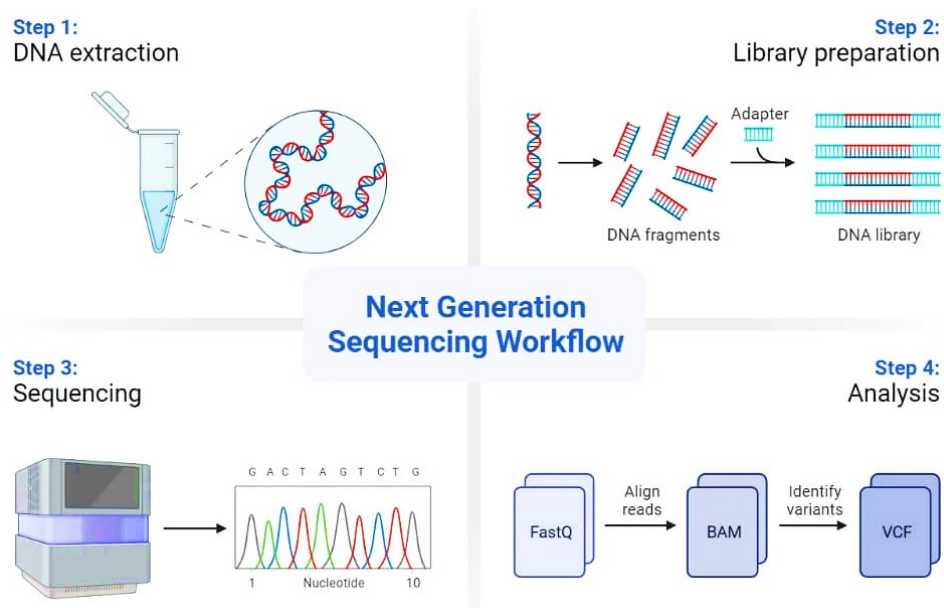 Step 1:
DNA extraction
Step 2:
Library preparation
Adapter
DNA fragments
DNA library
Next Generation
Sequencing Workflow
Step 3:
Sequencing
G A C T A G T C T G
1 Nucleotide 10
Step 4:
Analysis
FastQ
Align
reads
BAM
Identify
variants
VCF